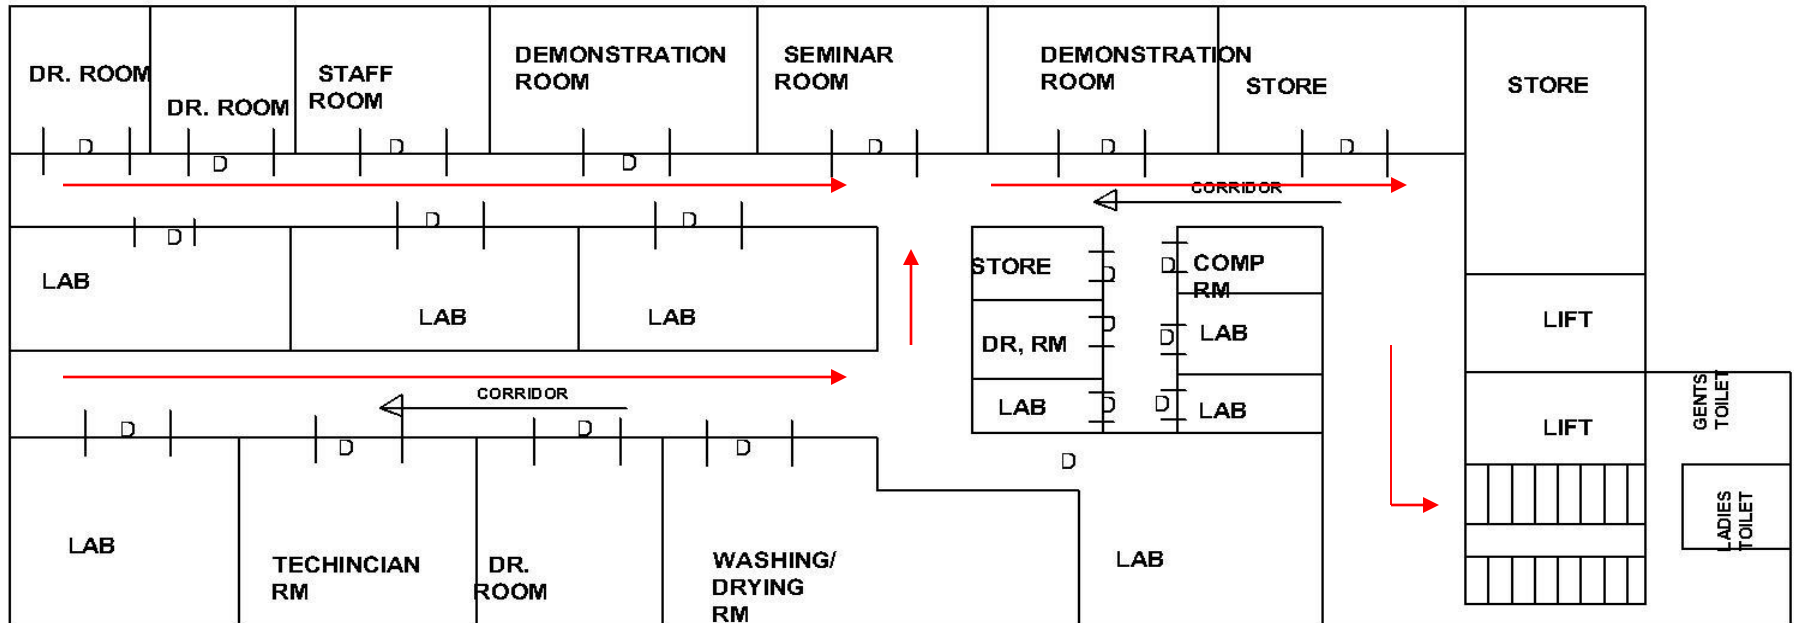 DR. ROOM
DR. ROOM
STAFF
ROOM
DEMONSTRATION
ROOM
SEMINAR
ROOM
DEMONSTRATION
ROOM
STORE
STORE
D
D
D
D
D
D
D
CORRIDOR
D
D
D
LAB
LAB
LAB
STORE
D
D
COMP
RM
DR, RM
D
D
LAB
LAB
D
D
LAB
LIFT
LIFT
GENTS
TOILET
LADIES
TOILET
CORRIDOR
D
D
D
D
D
LAB
TECHINCIAN
RM
DR.
ROOM
WASHING/
DRYING
RM
LAB